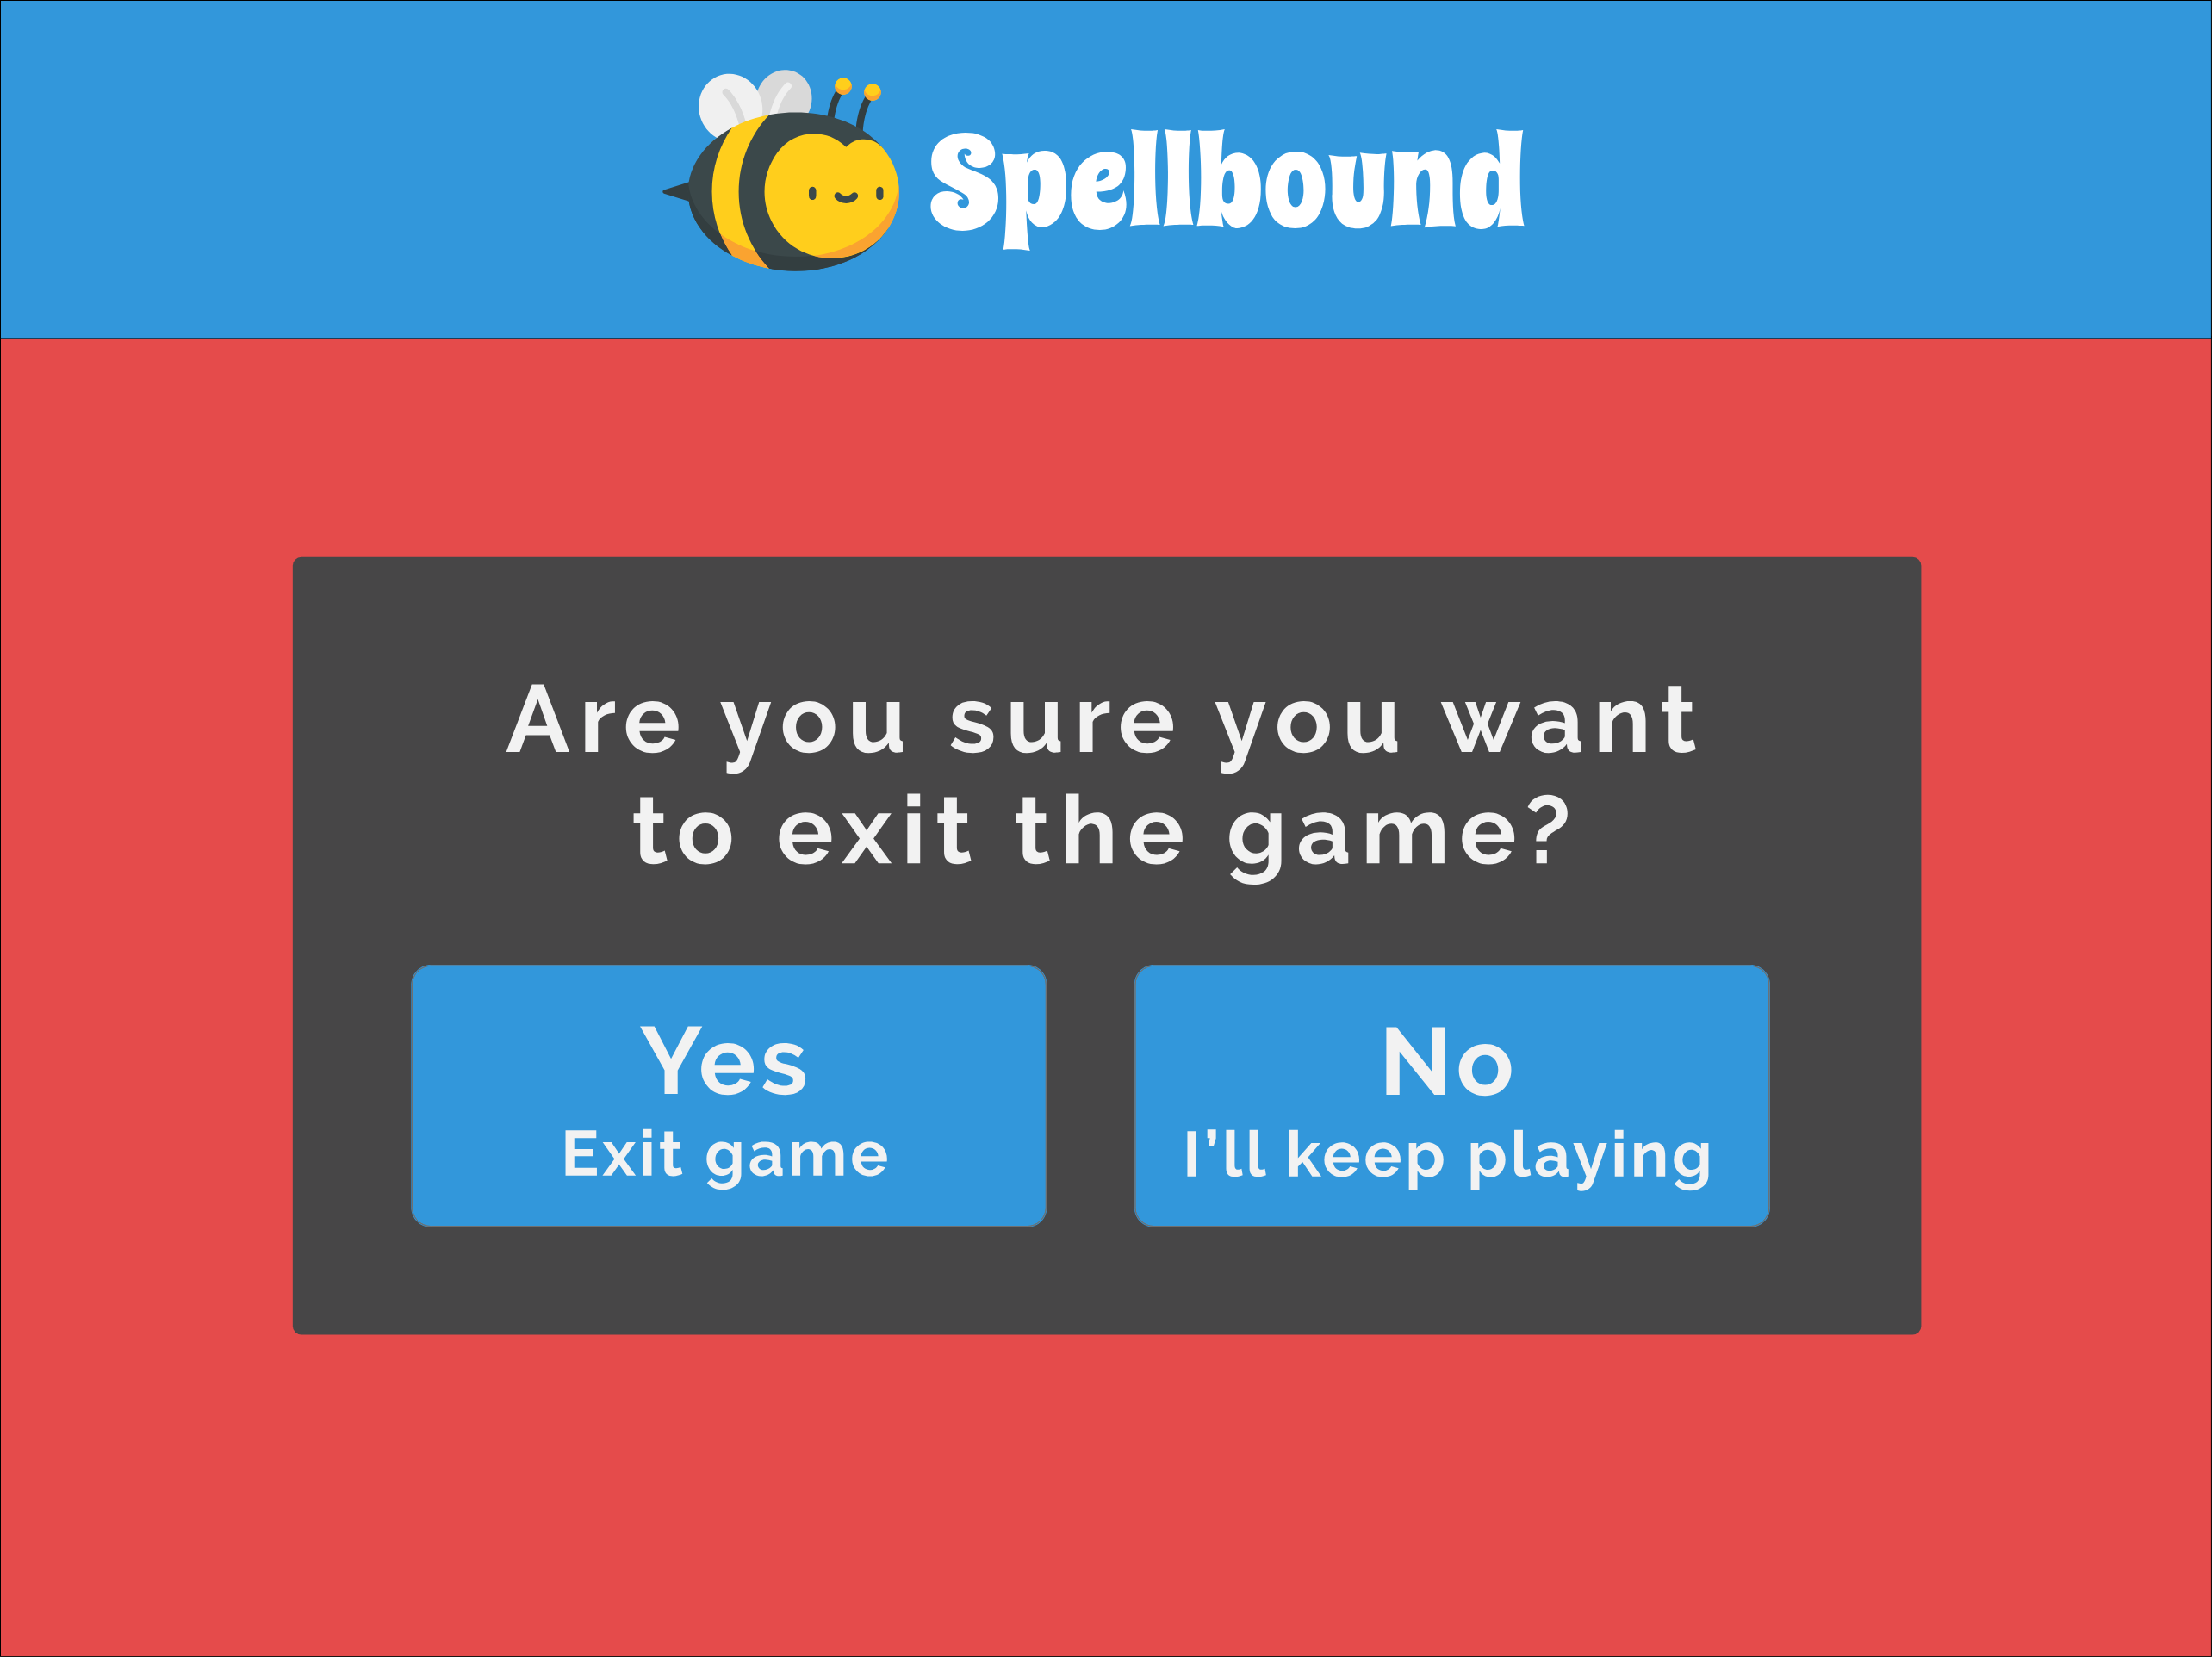 Spellbound
Are you sure you want
to exit the game?
Yes
Exit game
No
I'll keep playing